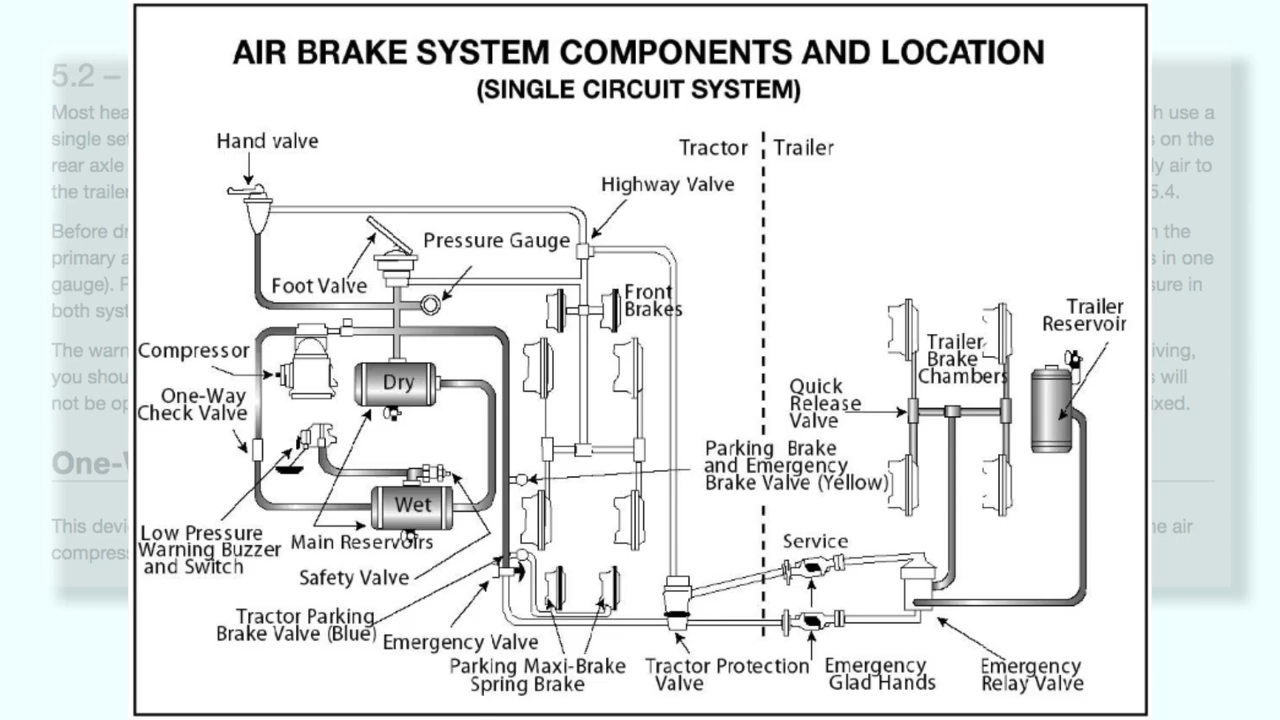 AIR BRAKE SYSTEM COMPONENTS AND LOCATION
(SINGLE CIRCUIT SYSTEM)
Hand valve
Tractor
Trailer
Highway Valve
Pressure Gauge
Foot Valve
Front
Brakes
Trailer
Reservoir
Compressor
Trailer
Brake
Chambers
Dry
One-Way
Check Valve
Quick
Release
Valve
Parking Brake
and Emergency
Brake Valve (Yellow)
Wet
Low Pressure
Warning Buzzer
and Switch
Main Reservoirs
Service
Safety Valve
Tractor Parking
Brake Valve (Blue)
Emergency Valve
Parking Maxi-Brake
Spring Brake
Tractor Protection
Valve
Emergency
Glad Hands
Emergency
Relay Valve
5.2 –
Most hea
single se
rear axle
the trailer
Before dr
primary a
gauge). F
both syst
The warn
you shou
not be op
One-W
This devi
compres
h use a
s on the
ly air to
5.4.
n the
s in one
sure in
iving,
s will
ixed.
ne air